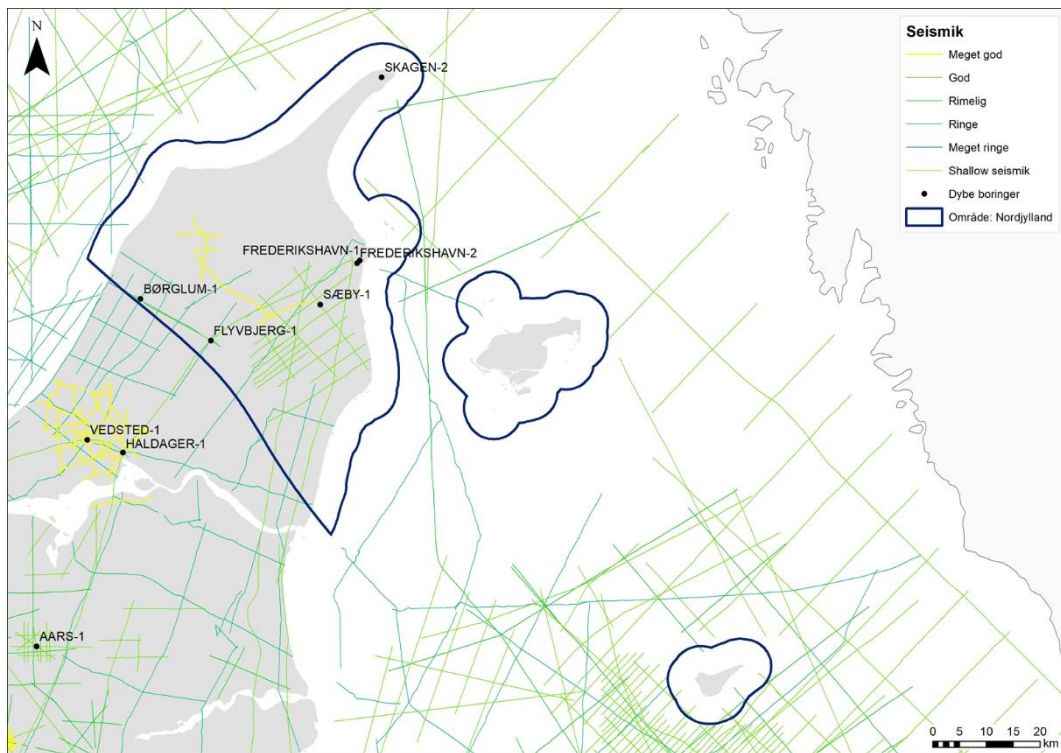 N
Seismik
Meget god
God
Rimelig
Ringe
Meget ringe
Shallow seismik
Dybe boringer
Område: Nordjylland
SKAGEN-2
FREDERIKSHAVN-1
FREDERIKSHAVN-2
BØRGLUM-1
SÆBY-1
FLYVBJERG-1
VEDSTED-1
HALDAGER-1
AARS-1
0 5 10 15 20
km